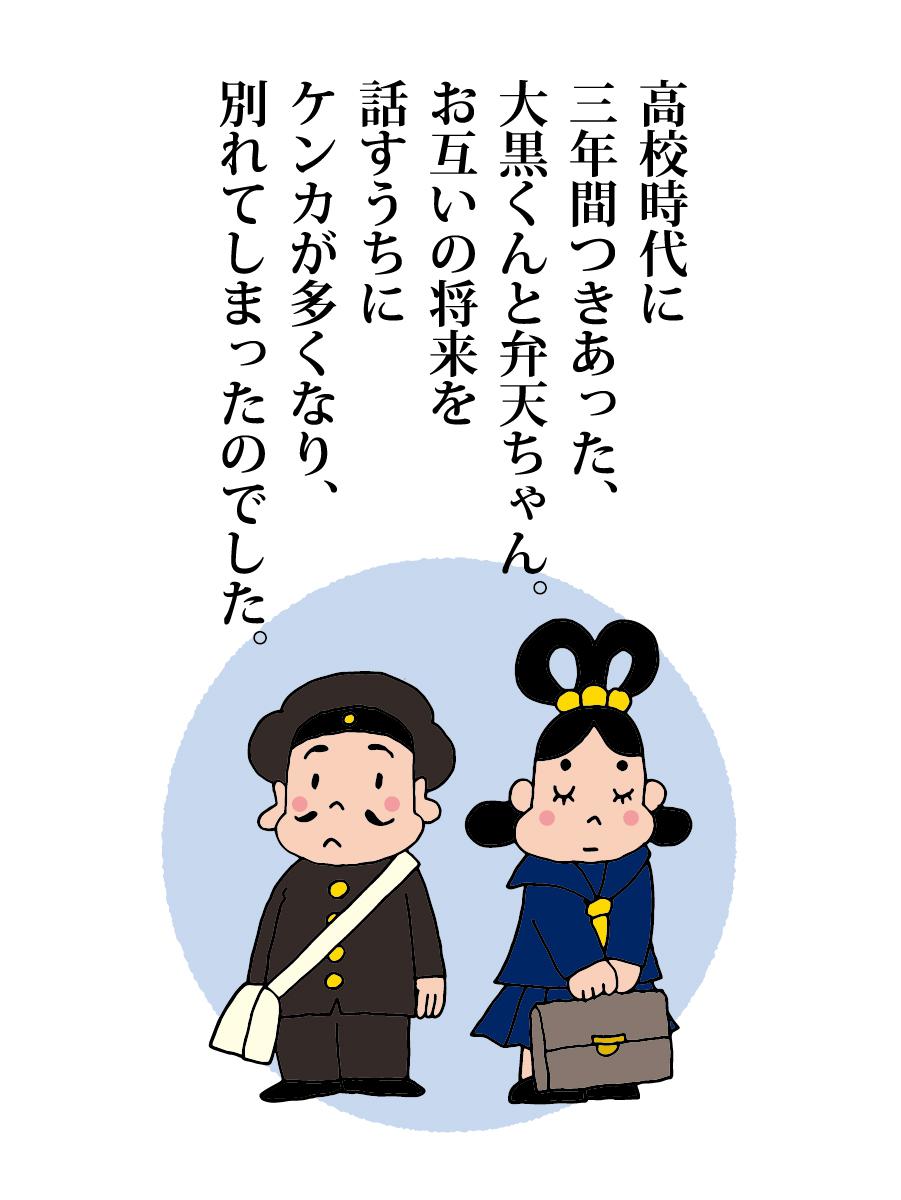 高校時代に
三年間つきあった、
大黒くんと弁天ちゃん。
お互いの将来を
話すうちに
ケンカが多くなり、
別れてしまったのでした。